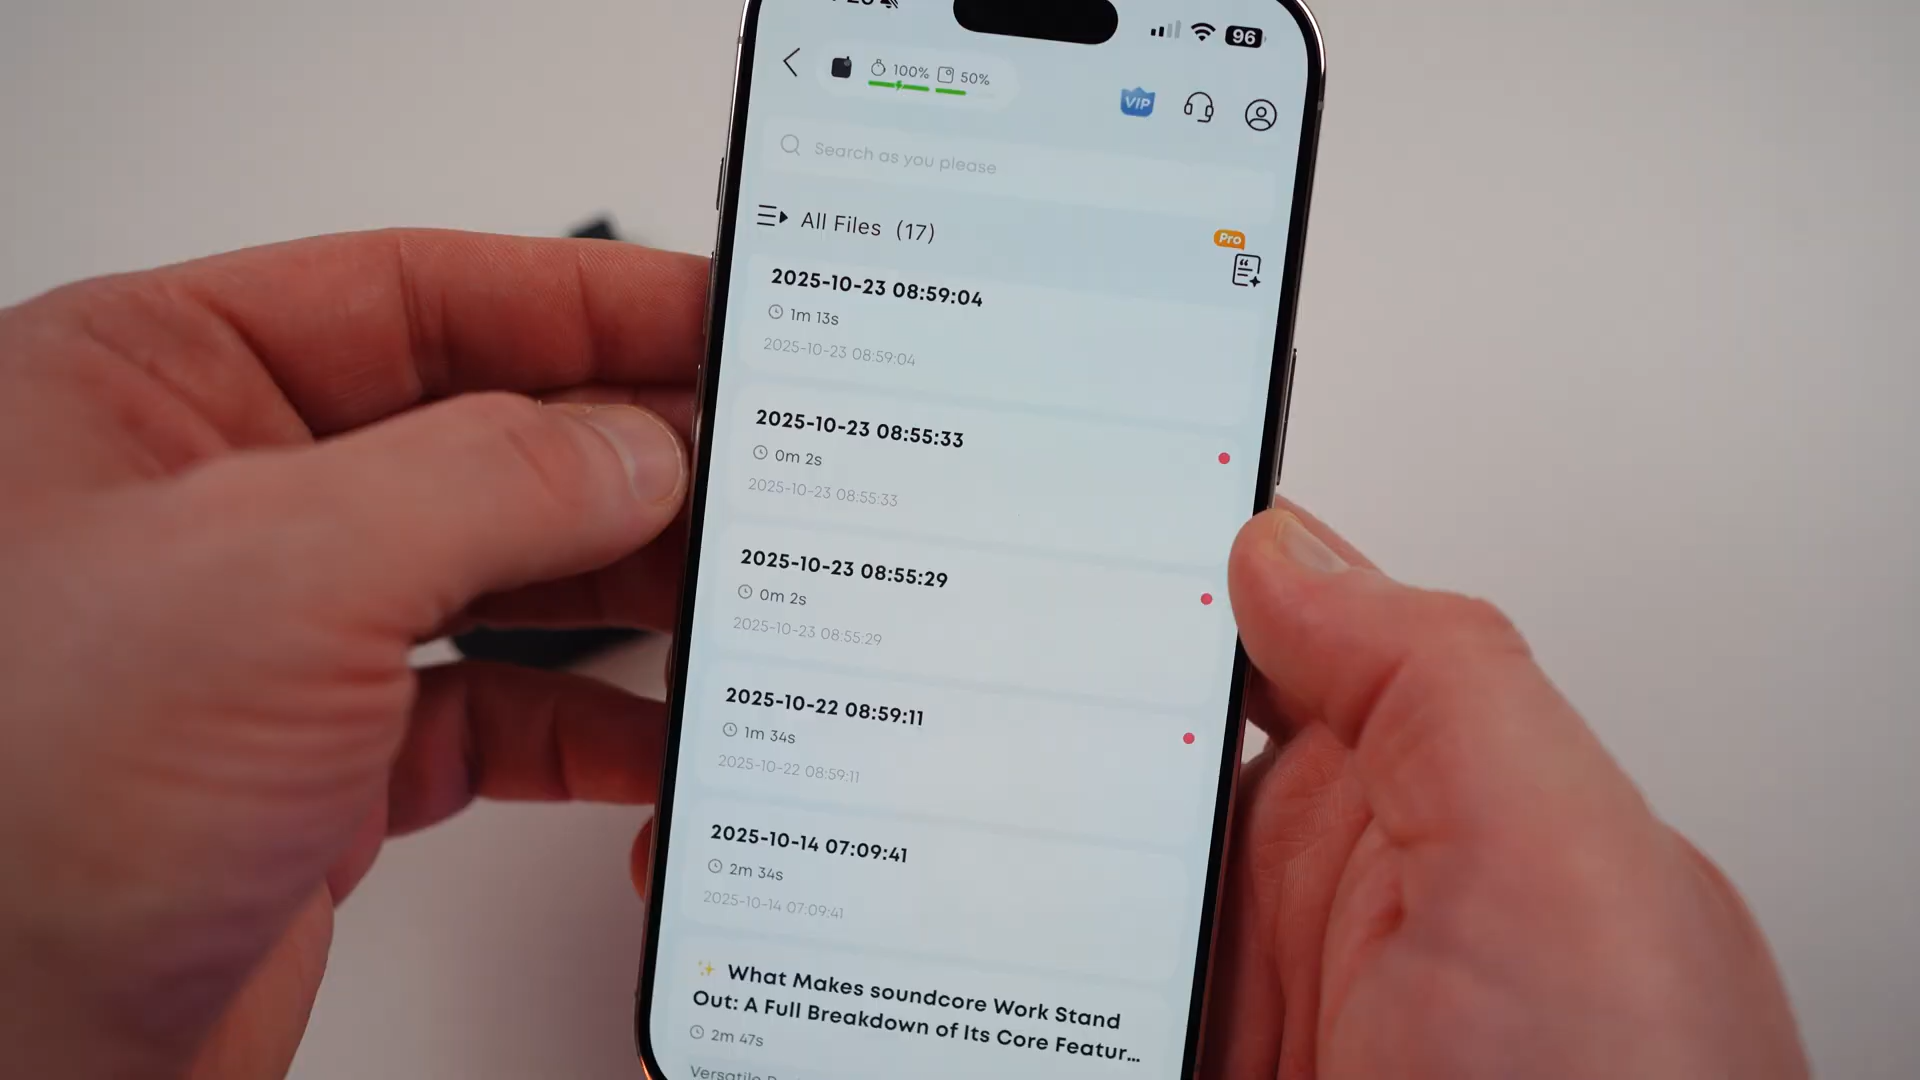 96
100% 50%
VIP
Search as you please
All Files (17)
Pro
2025-10-23 08:59:04
1m 13s
2025-10-23 08:59:04
2025-10-23 08:55:33
0m 2s
2025-10-23 08:55:33
2025-10-23 08:55:29
0m 2s
2025-10-23 08:55:29
2025-10-22 08:59:11
1m 34s
2025-10-22 08:59:11
2025-10-14 07:09:41
2m 34s
2025-10-14 07:09:41
✨ What Makes soundcore Work Stand
Out: A Full Breakdown of Its Core Featur...
2m 47s